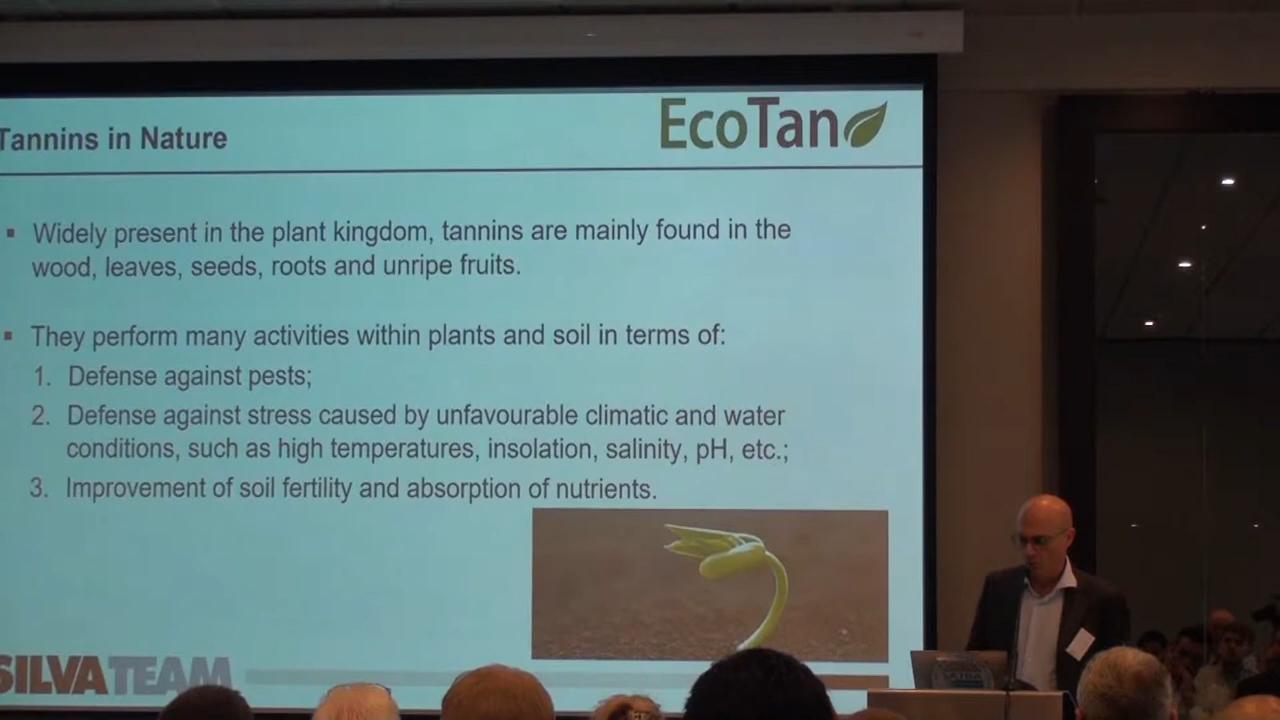 Tannins in Nature
EcoTan
▪ Widely present in the plant kingdom, tannins are mainly found in the
wood, leaves, seeds, roots and unripe fruits.
▪ They perform many activities within plants and soil in terms of:
1. Defense against pests;
2. Defense against stress caused by unfavourable climatic and water
conditions, such as high temperatures, insolation, salinity, pH, etc.;
3. Improvement of soil fertility and absorption of nutrients.
SILVATEAM